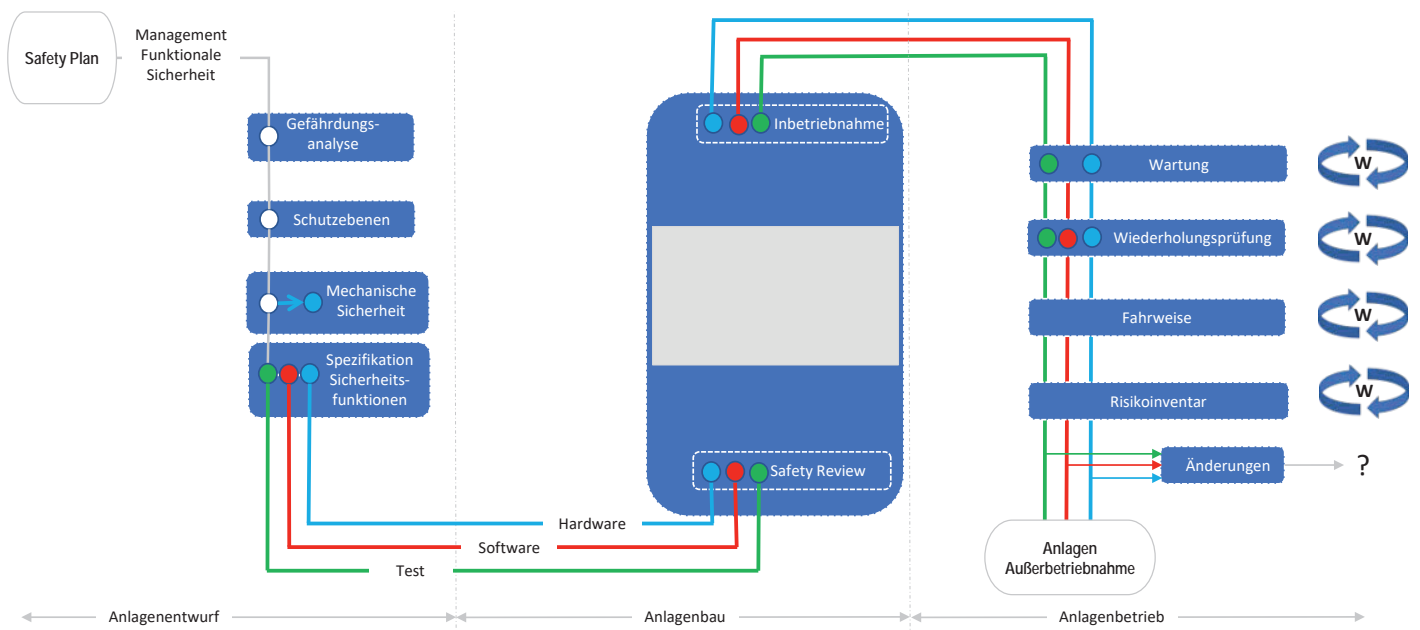 Safety Plan
Management
Funktionale
Sicherheit
Gefährdungs-
analyse
Schutzebenen
Mechanische
Sicherheit
Spezifikation
Sicherheits-
funktionen
Hardware
Software
Test
Inbetriebnahme
Safety Review
Wartung
W
Wiederholungsprüfung
W
Fahrweise
W
Risikoinventar
W
Änderungen
?
Anlagen
Außerbetriebnahme
Anlagenentwurf
Anlagenbau
Anlagenbetrieb